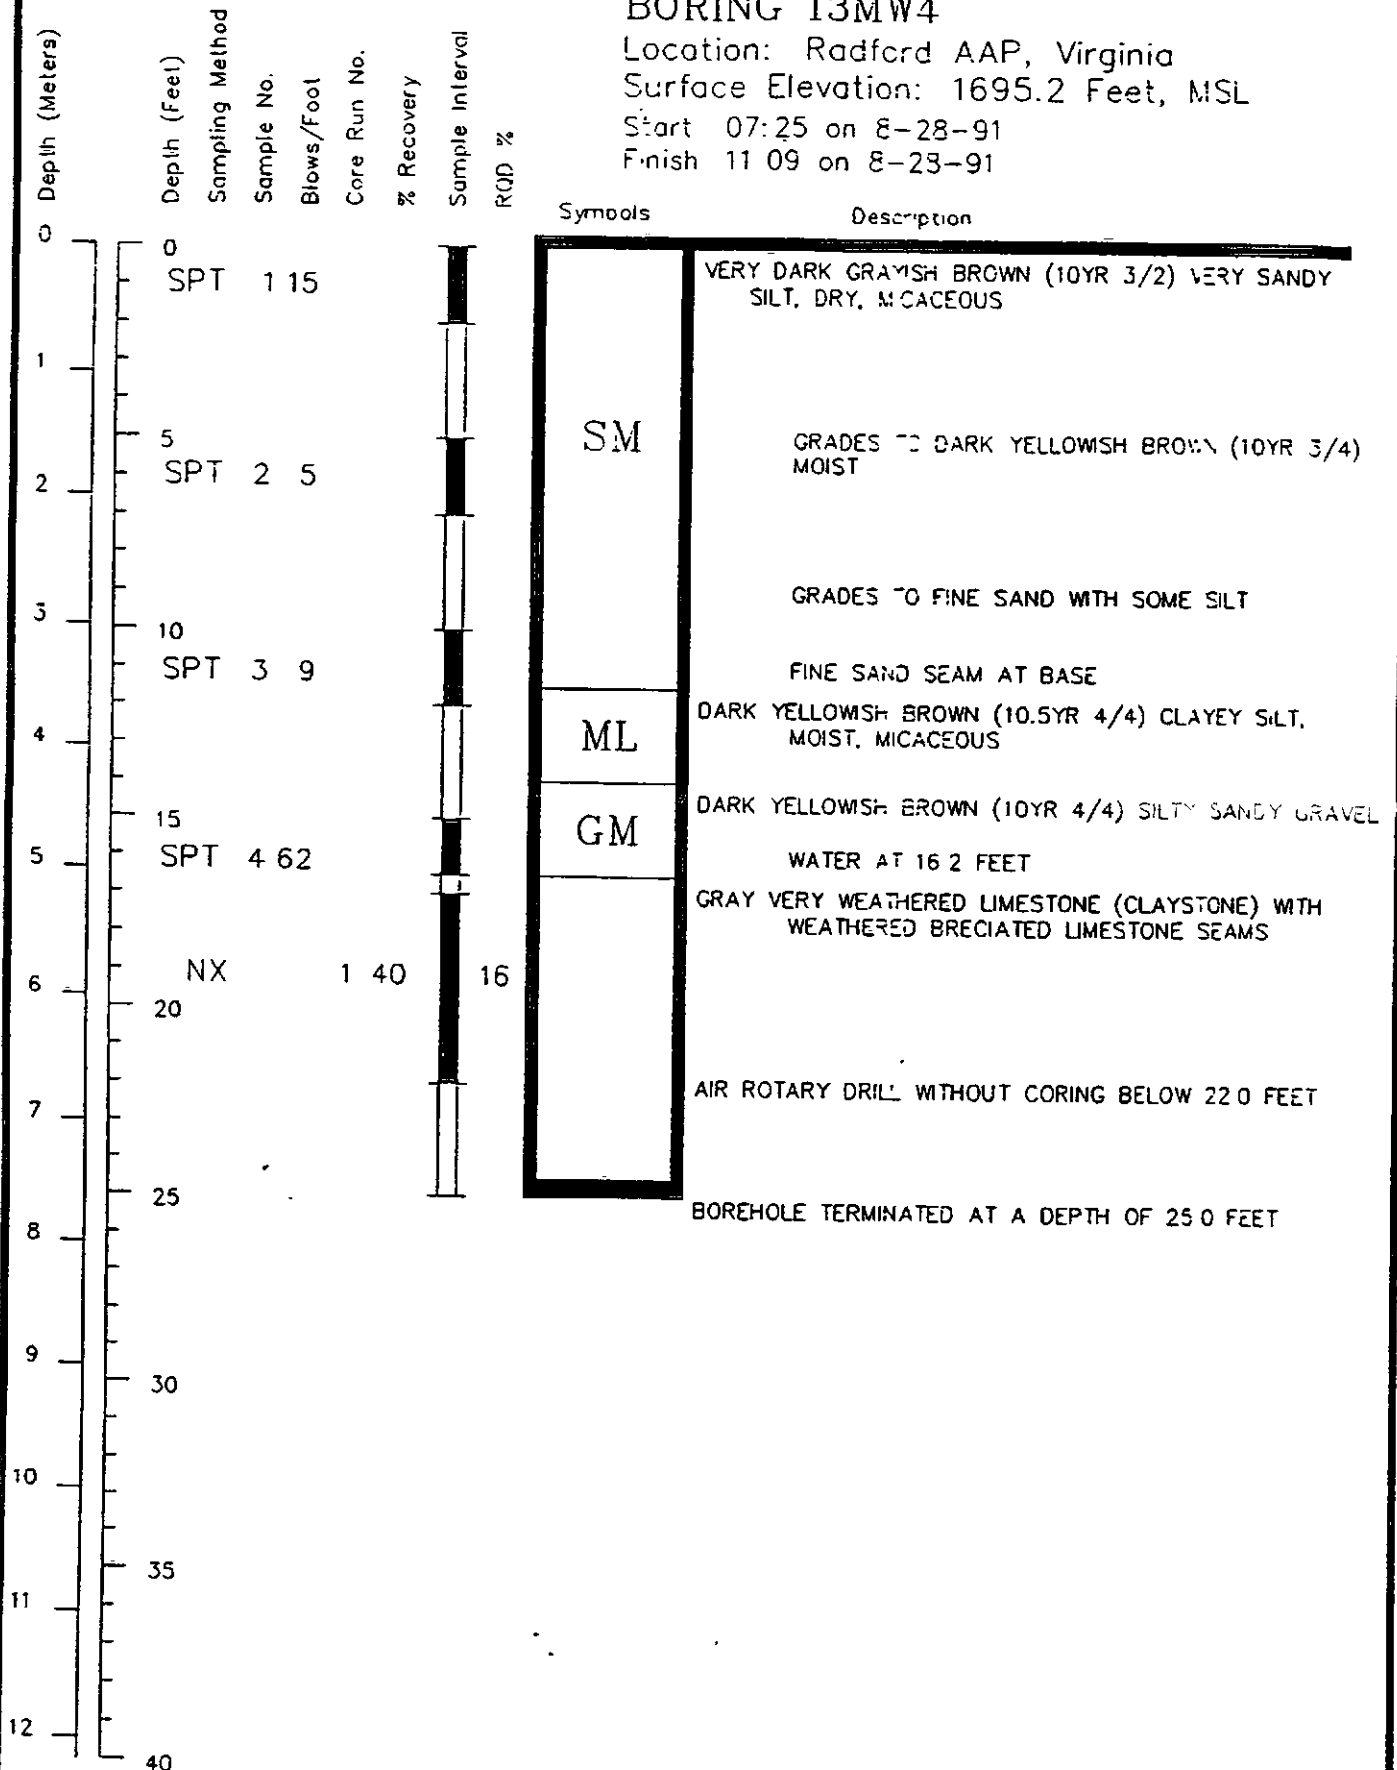 BORING 13MW4
Location: Radford AAP, Virginia
Surface Elevation: 1695.2 Feet, MSL
Start 07:25 on 8-28-91
Finish 11 09 on 8-23-91
Depth (Meters)
Depth (Feet)
Sampling Method
Sample No.
Blows/Foot
Core Run No.
% Recovery
Sample Interval
RQD %
Symbols Description
0 0
SPT 1 15
VERY DARK GRAYISH BROWN (10YR 3/2) VERY SANDY
SILT, DRY, MICACEOUS
1
5
SM
GRADES TO DARK YELLOWISH BROWN (10YR 3/4)
MOIST
SPT 2 5
2
GRADES TO FINE SAND WITH SOME SILT
3
10
SPT 3 9
FINE SAND SEAM AT BASE
DARK YELLOWISH BROWN (10.5YR 4/4) CLAYEY SILT,
MOIST, MICACEOUS
4
ML
DARK YELLOWISH BROWN (10YR 4/4) SILTY SANDY GRAVEL
15
GM
SPT 4 62
5
WATER AT 16 2 FEET
GRAY VERY WEATHERED LIMESTONE (CLAYSTONE) WITH
WEATHERED BRECIATED LIMESTONE SEAMS
NX 1 40 16
6
20
AIR ROTARY DRILL WITHOUT CORING BELOW 22 0 FEET
7
25
BOREHOLE TERMINATED AT A DEPTH OF 25 0 FEET
8
9
30
10
35
11
12
40